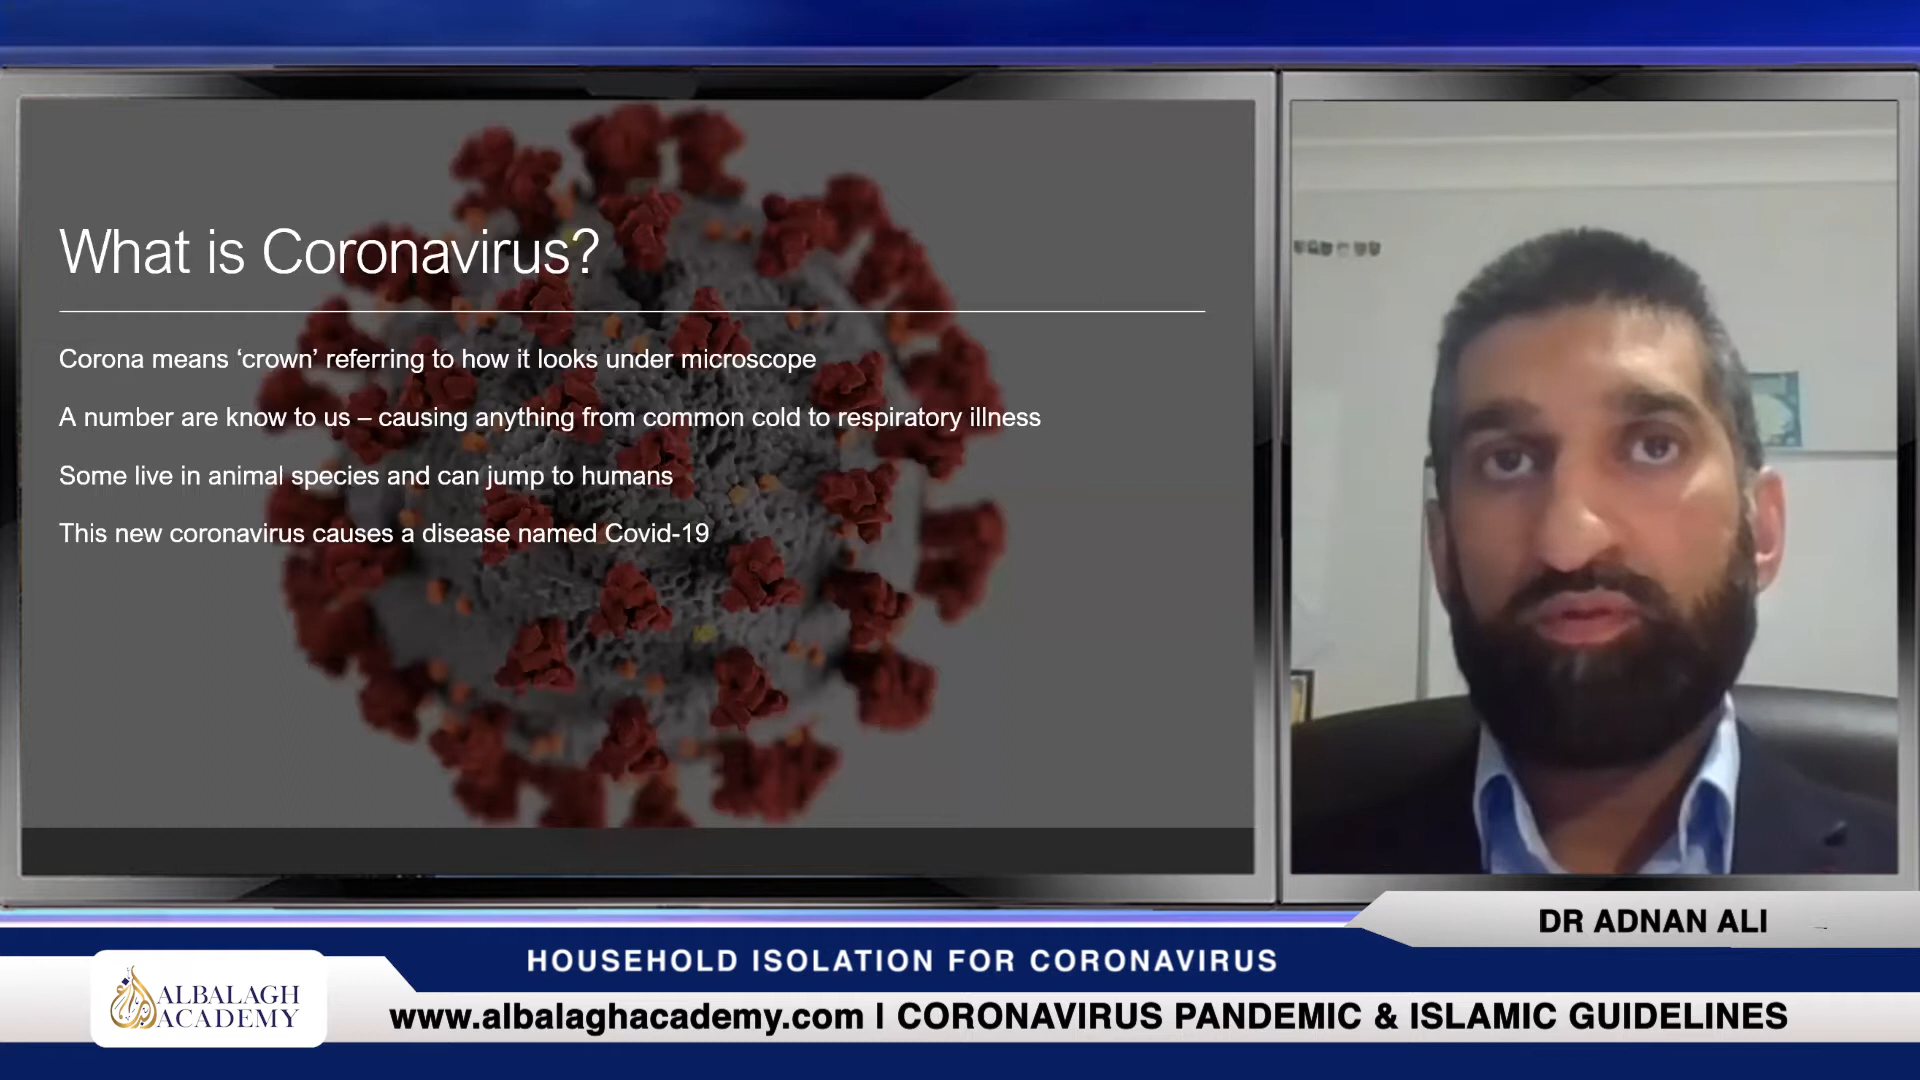 What is Coronavirus?
Corona means ‘crown’ referring to how it looks under microscope
A number are know to us – causing anything from common cold to respiratory illness
Some live in animal species and can jump to humans
This new coronavirus causes a disease named Covid-19
DR ADNAN ALI
HOUSEHOLD ISOLATION FOR CORONAVIRUS
ALBALAGH
ACADEMY
www.albalaghacademy.com | CORONAVIRUS PANDEMIC & ISLAMIC GUIDELINES